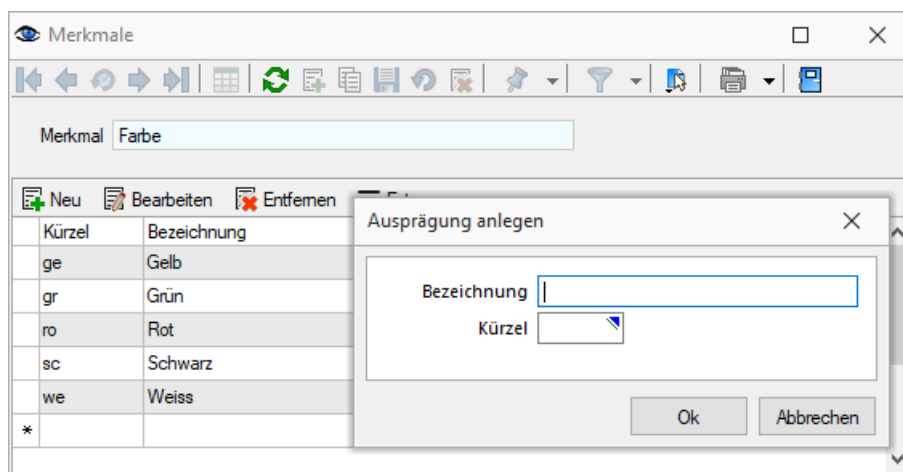 Merkmale
Merkmal Farbe
Neu Bearbeiten Entfernen
Kürzel Bezeichnung
ge Gelb
gr Grün
ro Rot
sc Schwarz
we Weiss
*
Ausprägung anlegen
Bezeichnung
Kürzel
Ok Abbrechen